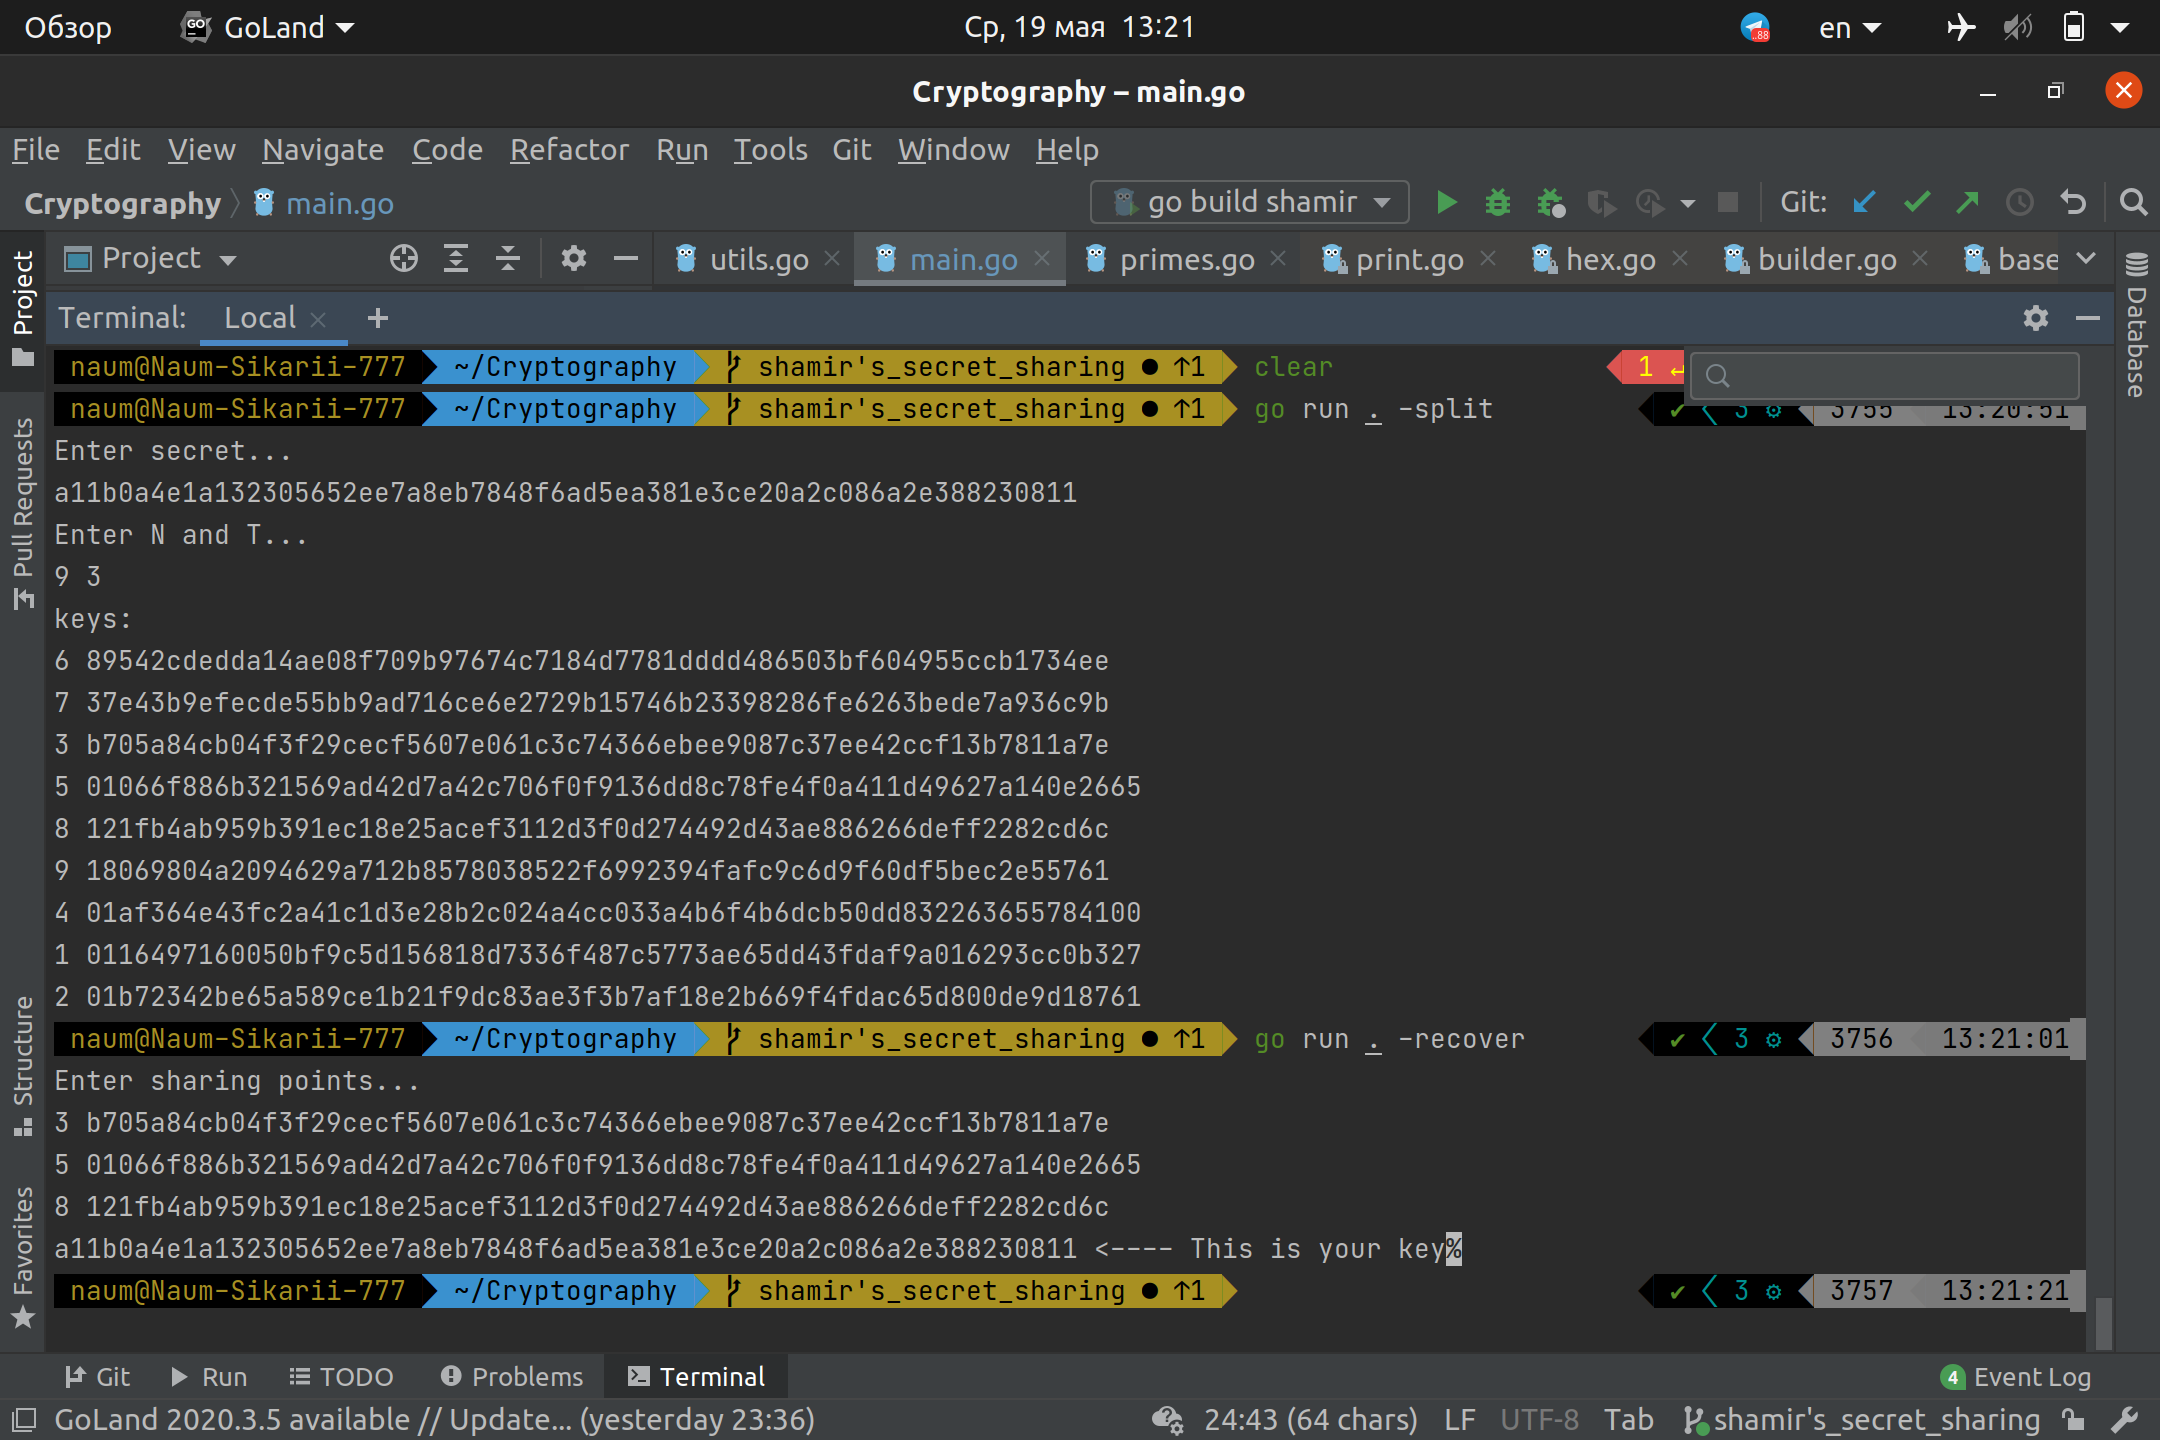 Обзор GoLand Ср, 19 мая 13:21 88 en
Cryptography – main.go
File Edit View Navigate Code Refactor Run Tools Git Window Help
Cryptography main.go go build shamir Git:
Project utils.go main.go primes.go print.go hex.go builder.go base
Terminal: Local +
naum@Naum-Sikarii-777 ~/Cryptography shamir's_secret_sharing ● ↑1 clear 1 ↵
naum@Naum-Sikarii-777 ~/Cryptography shamir's_secret_sharing ● ↑1 go run . -split ✔ 3 ⚙ 3755 13:20:51
Enter secret...
a11b0a4e1a132305652ee7a8eb7848f6ad5ea381e3ce20a2c086a2e388230811
Enter N and T...
9 3
keys:
6 89542cdedda14ae08f709b97674c7184d7781dddd486503bf604955ccb1734ee
7 37e43b9efecde55bb9ad716ce6e2729b15746b23398286fe6263bede7a936c9b
3 b705a84cb04f3f29cecf5607e061c3c74366ebee9087c37ee42ccf13b7811a7e
5 01066f886b321569ad42d7a42c706f0f9136dd8c78fe4f0a411d49627a140e2665
8 121fb4ab959b391ec18e25acef3112d3f0d274492d43ae886266deff2282cd6c
9 18069804a2094629a712b8578038522f6992394fafc9c6d9f60df5bec2e55761
4 01af364e43fc2a41c1d3e28b2c024a4cc033a4b6f4b6dcb50dd832263655784100
1 0116497160050bf9c5d156818d7336f487c5773ae65dd43fdaf9a016293cc0b327
2 01b72342be65a589ce1b21f9dc83ae3f3b7af18e2b669f4fdac65d800de9d18761
naum@Naum-Sikarii-777 ~/Cryptography shamir's_secret_sharing ● ↑1 go run . -recover ✔ 3 ⚙ 3756 13:21:01
Enter sharing points...
3 b705a84cb04f3f29cecf5607e061c3c74366ebee9087c37ee42ccf13b7811a7e
5 01066f886b321569ad42d7a42c706f0f9136dd8c78fe4f0a411d49627a140e2665
8 121fb4ab959b391ec18e25acef3112d3f0d274492d43ae886266deff2282cd6c
a11b0a4e1a132305652ee7a8eb7848f6ad5ea381e3ce20a2c086a2e388230811 <---- This is your key%
naum@Naum-Sikarii-777 ~/Cryptography shamir's_secret_sharing ● ↑1 ✔ 3 ⚙ 3757 13:21:21
Project
Pull Requests
Structure
Favorites
Database
Git Run TODO Problems Terminal 4 Event Log
GoLand 2020.3.5 available // Update... (yesterday 23:36) 24:43 (64 chars) LF UTF-8 Tab shamir's_secret_sharing